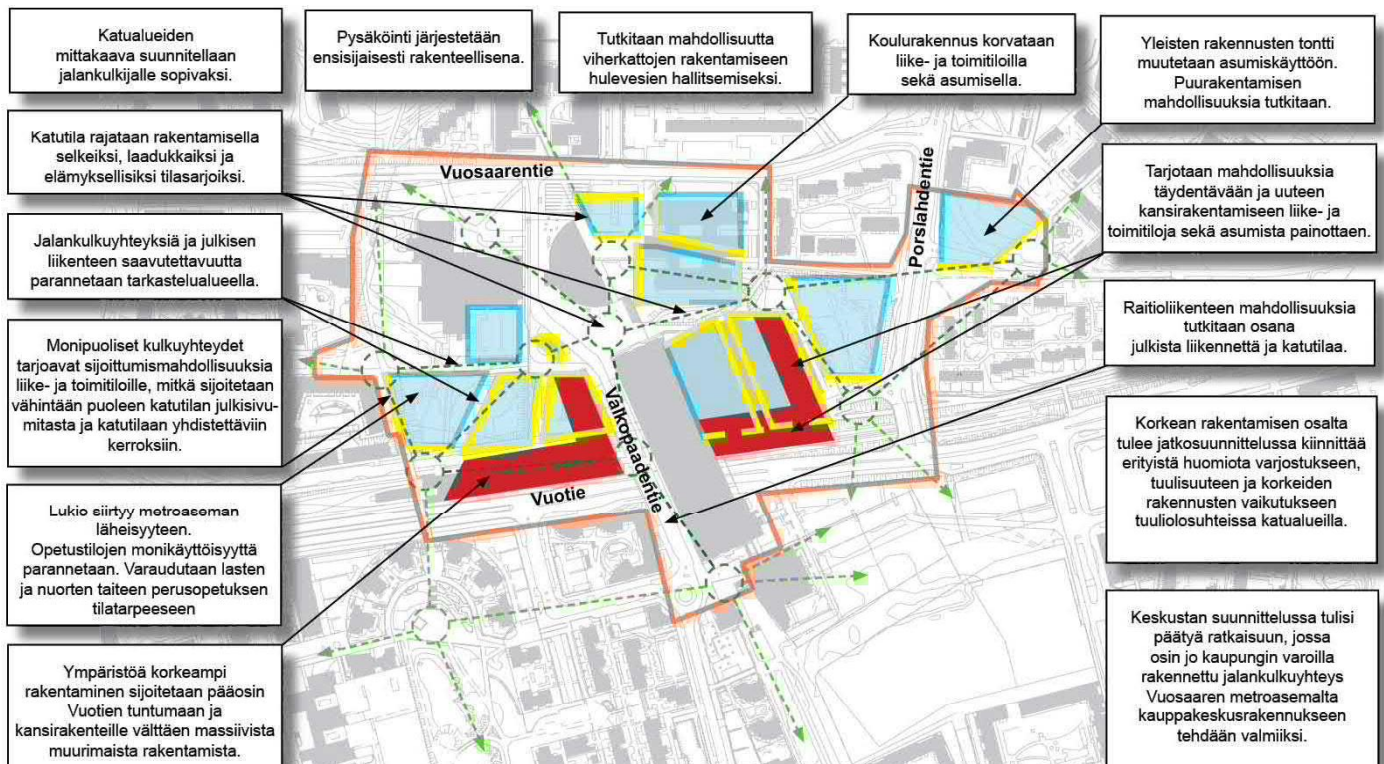 Katualueiden
mittakaava suunnitellaan
jalankulkijalle sopivaksi.
Pysäköinti järjestetään
ensisijaisesti rakenteellisena.
Tutkitaan mahdollisuutta
viherkattojen rakentamiseen
hulevesien hallitsemiseksi.
Koulurakennus korvataan
liike- ja toimitiloilla
sekä asumisella.
Yleisten rakennusten tontti
muutetaan asumiskäyttöön.
Puurakentamisen
mahdollisuuksia tutkitaan.
Katutila rajataan rakentamisella
selkeiksi, laadukkaiksi ja
elämyksellisiksi tilasarjoiksi.
Jalankulkuyhteyksiä ja julkisen
liikenteen saavutettavuutta
parannetaan tarkastelualueella.
Monipuoliset kulkuyhteydet
tarjoavat sijoittumismahdollisuuksia
liike- ja toimitiloille, mitkä sijoitetaan
vähintään puoleen katutilan julkisivu-
mitasta ja katutilaan yhdistettäviin
kerroksiin.
Lukio siirtyy metroaseman
läheisyyteen.
Opetustilojen monikäyttöisyyttä
parannetaan. Varaudutaan lasten
ja nuorten taiteen perusopetuksen
tilatarpeeseen
Ympäristöä korkeampi
rakentaminen sijoitetaan pääosin
Vuotien tuntumaan ja
kansirakenteille välttäen massiivista
muurimaista rakentamista.
Vuosaarentie
Porslahdentie
Valkopaadentie
Vuotie
Tarjotaan mahdollisuuksia
täydentävään ja uuteen
kansirakentamiseen liike- ja
toimitiloja sekä asumista painottaen.
Raitioliikenteen mahdollisuuksia
tutkitaan osana
julkista liikennettä ja katutilaa.
Korkean rakentamisen osalta
tulee jatkosuunnittelussa kiinnittää
erityistä huomiota varjostukseen,
tuulisuuteen ja korkeiden
rakennusten vaikutukseen
tuuliolosuhteissa katualueilla.
Keskustan suunnittelussa tulisi
päätyä ratkaisuun, jossa
osin jo kaupungin varoilla
rakennettu jalankulkuyhteys
Vuosaaren metroasemalta
kauppakeskusrakennukseen
tehdään valmiiksi.